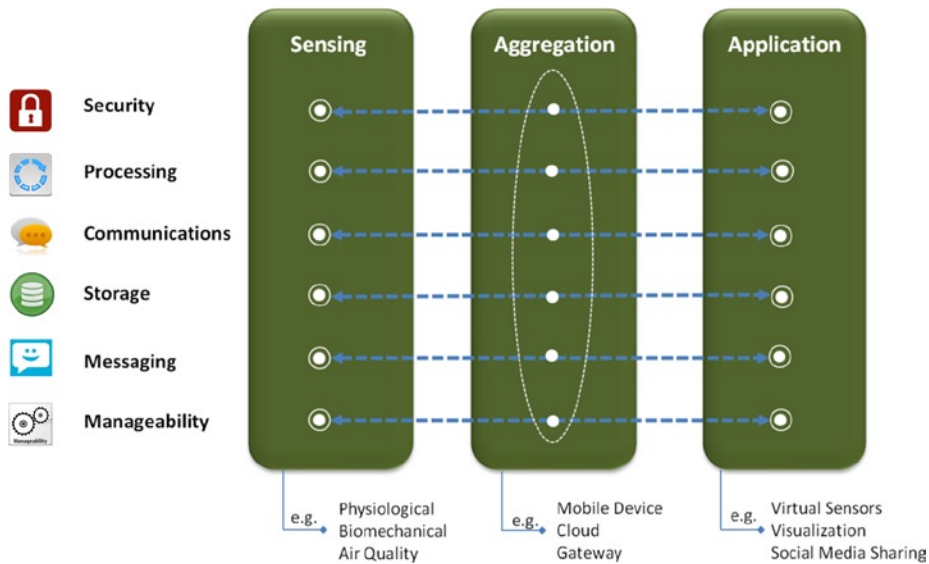 Sensing
Aggregation
Application
Security
Processing
Communications
Storage
Messaging
Manageability
Manageability
e.g.
Physiological
Biomechanical
Air Quality
e.g.
Mobile Device
Cloud
Gateway
e.g.
Virtual Sensors
Visualization
Social Media Sharing